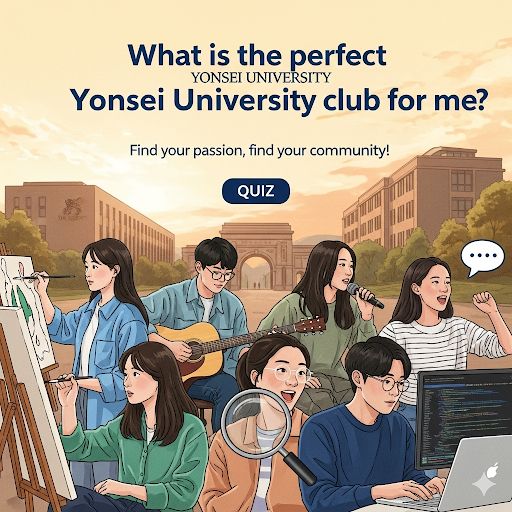 What is the perfect
YONSEI UNIVERSITY
Yonsei University club for me?
Find your passion, find your community!
QUIZ